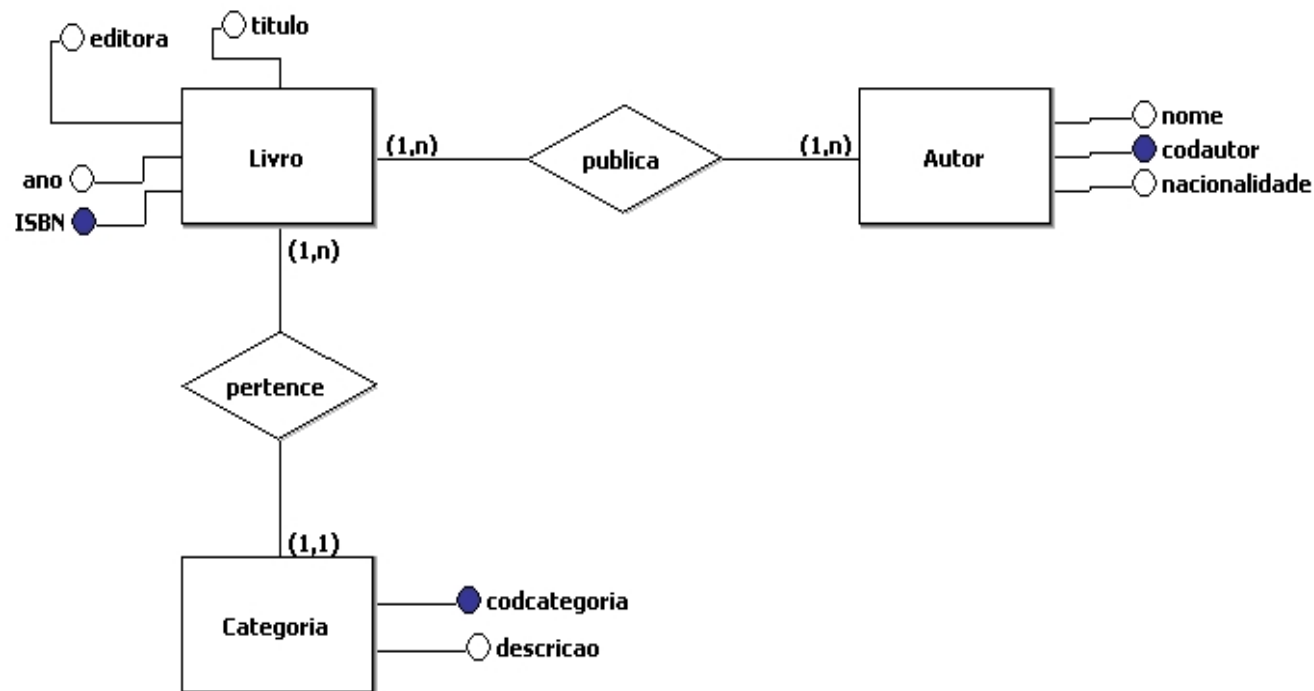 editora
titulo
Livro
ano
ISBN
(1,n)
publica
(1,n)
Autor
nome
codautor
nacionalidade
(1,n)
pertence
(1,1)
Categoria
codcategoria
descricao